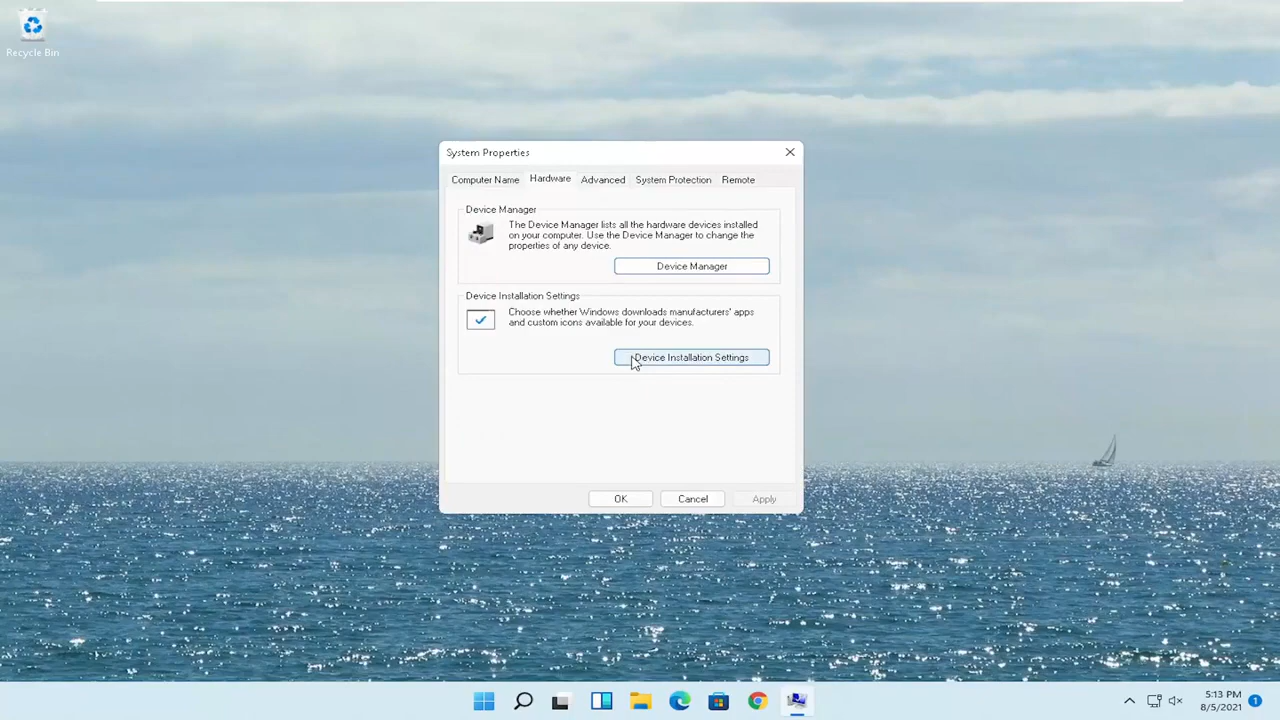 Recycle Bin
System Properties
Computer Name Hardware Advanced System Protection Remote
Device Manager
The Device Manager lists all the hardware devices installed
on your computer. Use the Device Manager to change the
properties of any device.
Device Manager
Device Installation Settings
Choose whether Windows downloads manufacturers' apps
and custom icons available for your devices.
Device Installation Settings
OK Cancel Apply
5:13 PM
8/5/2021
1